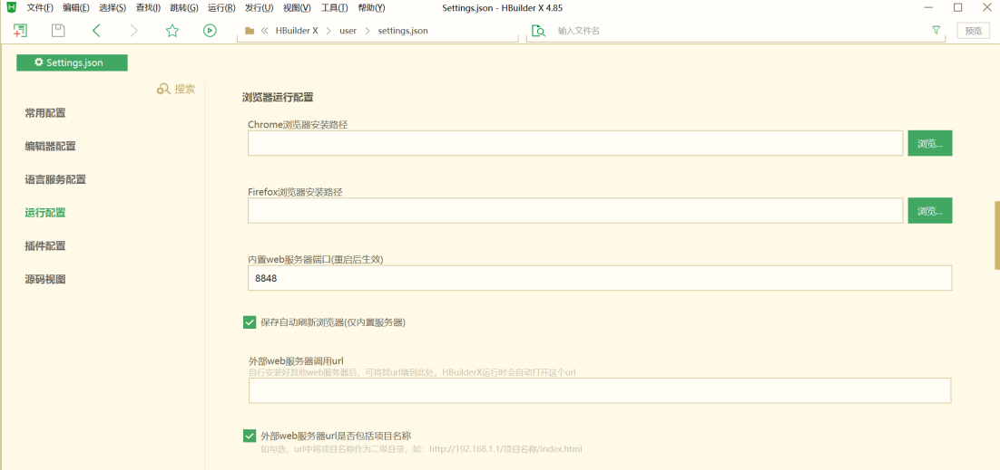 文件(F) 编辑(E) 选择(S) 查找(I) 跳转(G) 运行(R) 发行(U) 视图(V) 工具(T) 帮助(Y) Settings.json - HBuilder X 4.85
HBuilder X user settings.json 输入文件名 预览
Settings.json
搜索
常用配置
编辑器配置
语言服务配置
运行配置
插件配置
源码视图
浏览器运行配置
Chrome浏览器安装路径
浏览...
Firefox浏览器安装路径
浏览...
内置web服务器端口(重启后生效)
8848
保存自动刷新浏览器(仅内置服务器)
外部web服务器调用url
自行安装好其他web服务器后，可将其url填到此处。HBuilderX运行时会自动打开这个url
外部web服务器url是否包括项目名称
如勾选，url中将项目名称作为二级目录，如：http://192.168.1.1/项目名称/index.html